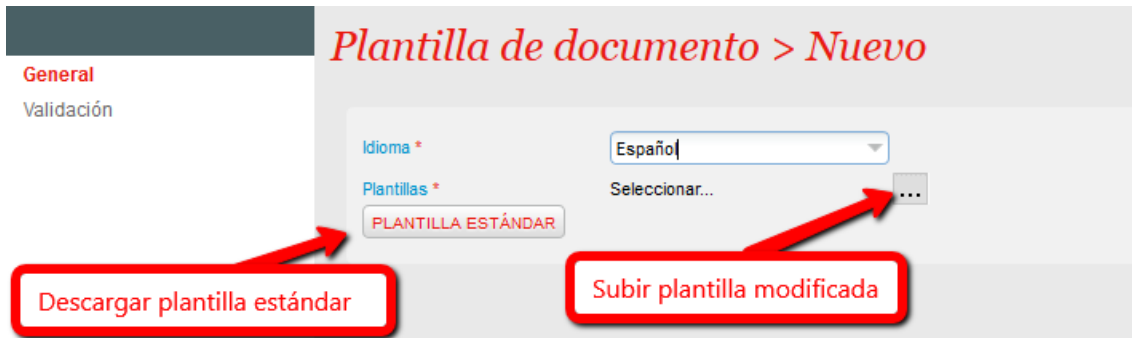 Plantilla de documento > Nuevo
General
Validación
Idioma *
Español
Plantillas *
Seleccionar...
...
PLANTILLA ESTÁNDAR
Descargar plantilla estándar
Subir plantilla modificada